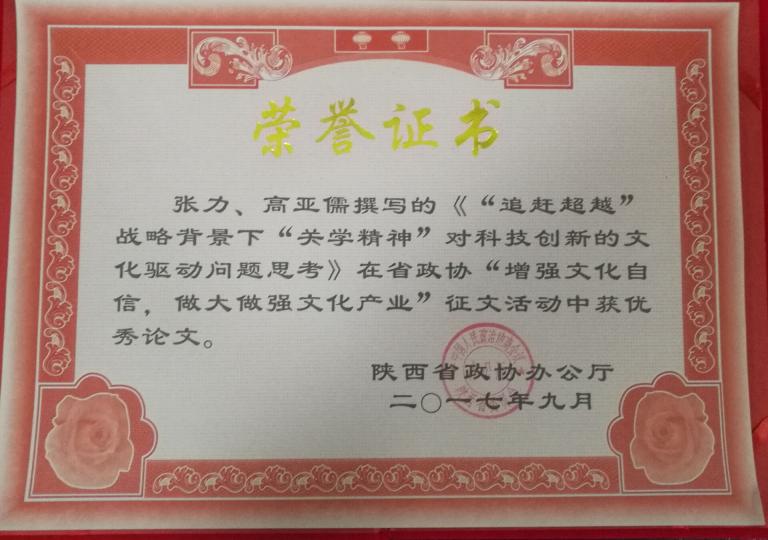 荣誉证书
张力、高亚儒撰写的《“追赶超越”
战略背景下“关学精神”对科技创新的文
化驱动问题思考》在省政协“增强文化自
信，做大做强文化产业”征文活动中获优
秀论文。
陕西省政协办公厅
二〇一七年九月